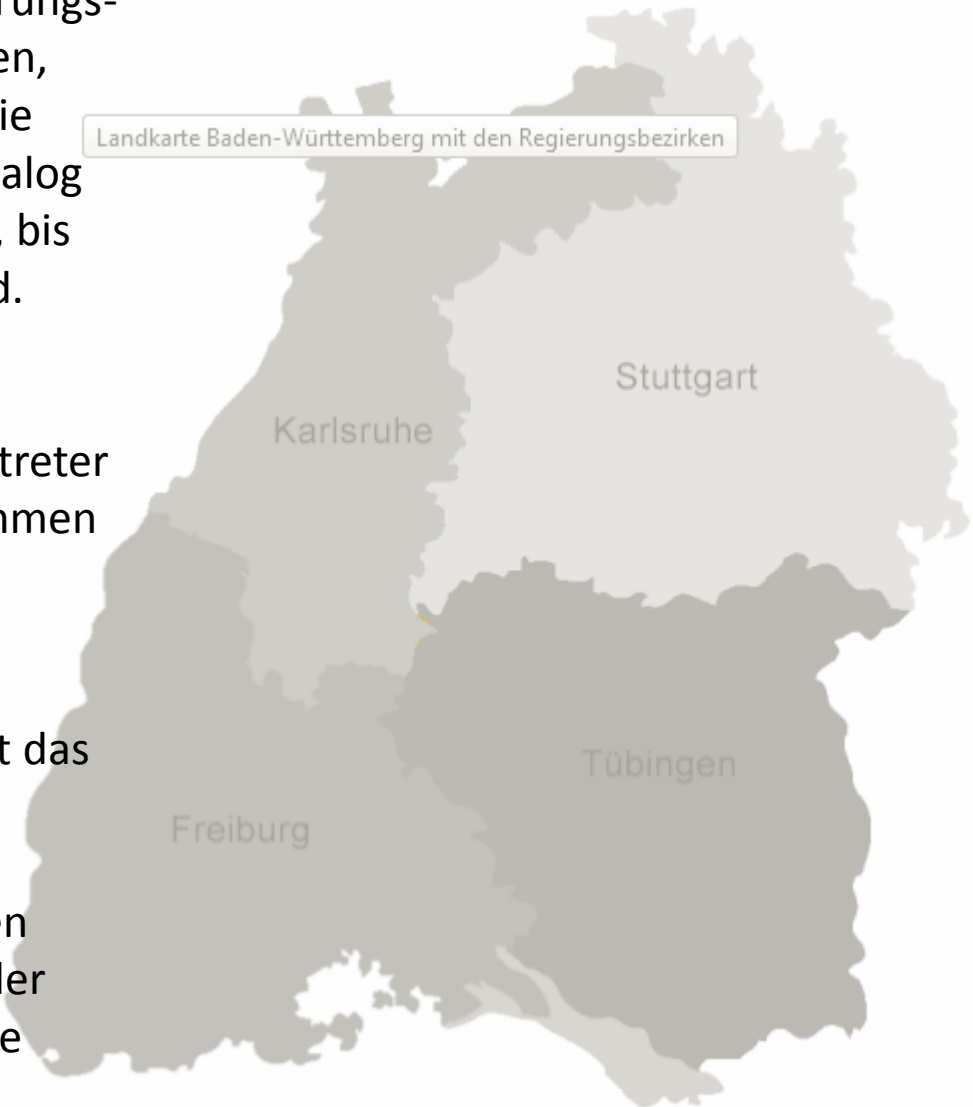 rungs-
en,
ie
Landkarte Baden-Württemberg mit den Regierungsbezirken
alog
bis
d.
Stuttgart
Karlsruhe
treter
nmen
t das
Tübingen
Freiburg
en
ler
e